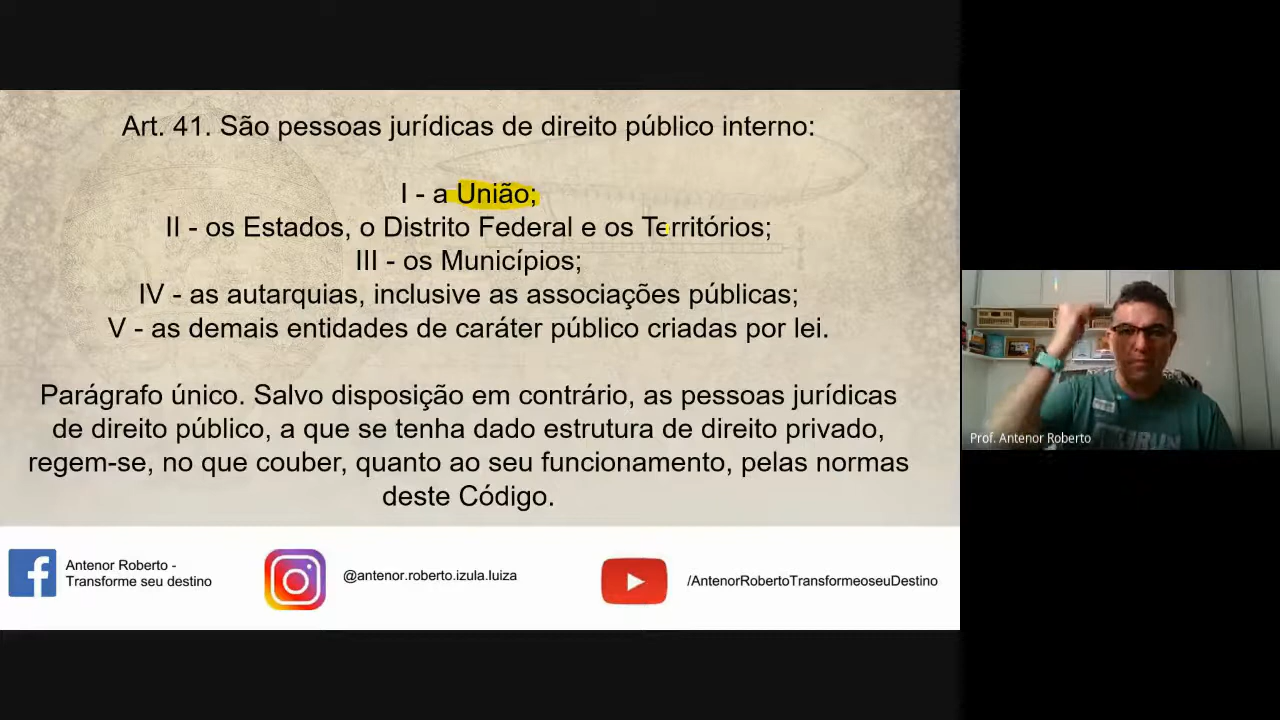 Art. 41. São pessoas jurídicas de direito público interno:
I - a União;
II - os Estados, o Distrito Federal e os Territórios;
III - os Municípios;
IV - as autarquias, inclusive as associações públicas;
V - as demais entidades de caráter público criadas por lei.
Parágrafo único. Salvo disposição em contrário, as pessoas jurídicas
de direito público, a que se tenha dado estrutura de direito privado,
regem-se, no que couber, quanto ao seu funcionamento, pelas normas
deste Código.
Antenor Roberto -
Transforme seu destino
@antenor.roberto.izula.luiza
/AntenorRobertoTransformeoseuDestino
Prof. Antenor Roberto